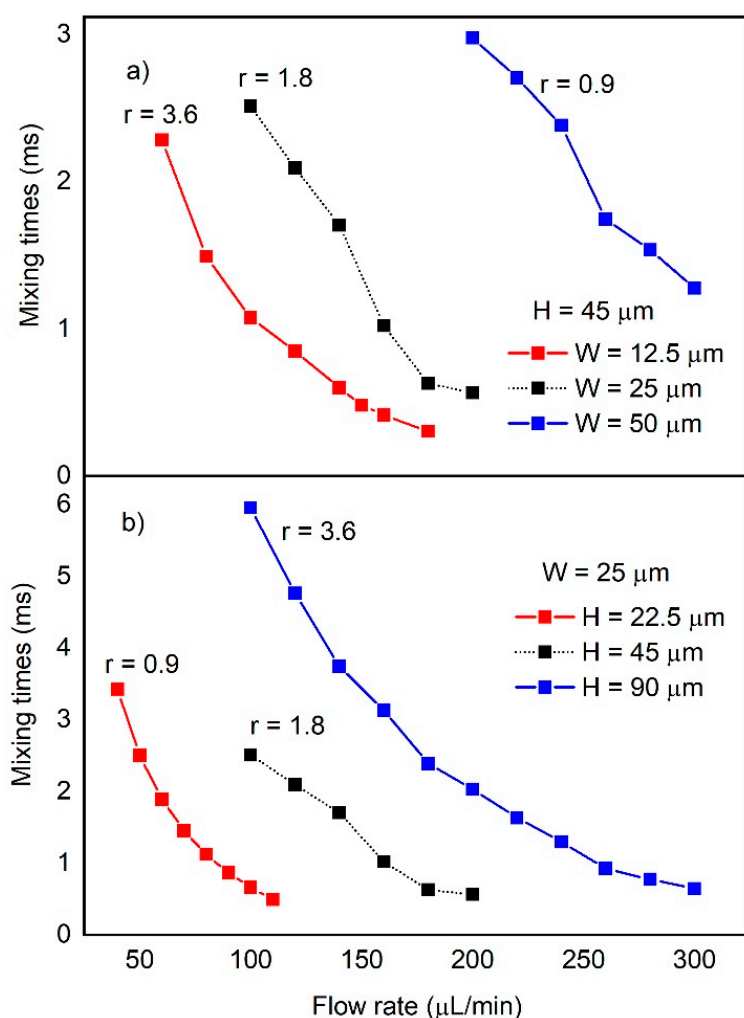 3
a)
r = 1.8
r = 0.9
r = 3.6
2
Mixing times (ms)
H = 45 μm
1
W = 12.5 μm
W = 25 μm
W = 50 μm
0
6
b)
r = 3.6
5
W = 25 μm
Mixing times (ms)
H = 22.5 μm
4
H = 45 μm
r = 0.9
H = 90 μm
3
r = 1.8
2
1
0
50 100 150 200 250 300
Flow rate (μL/min)